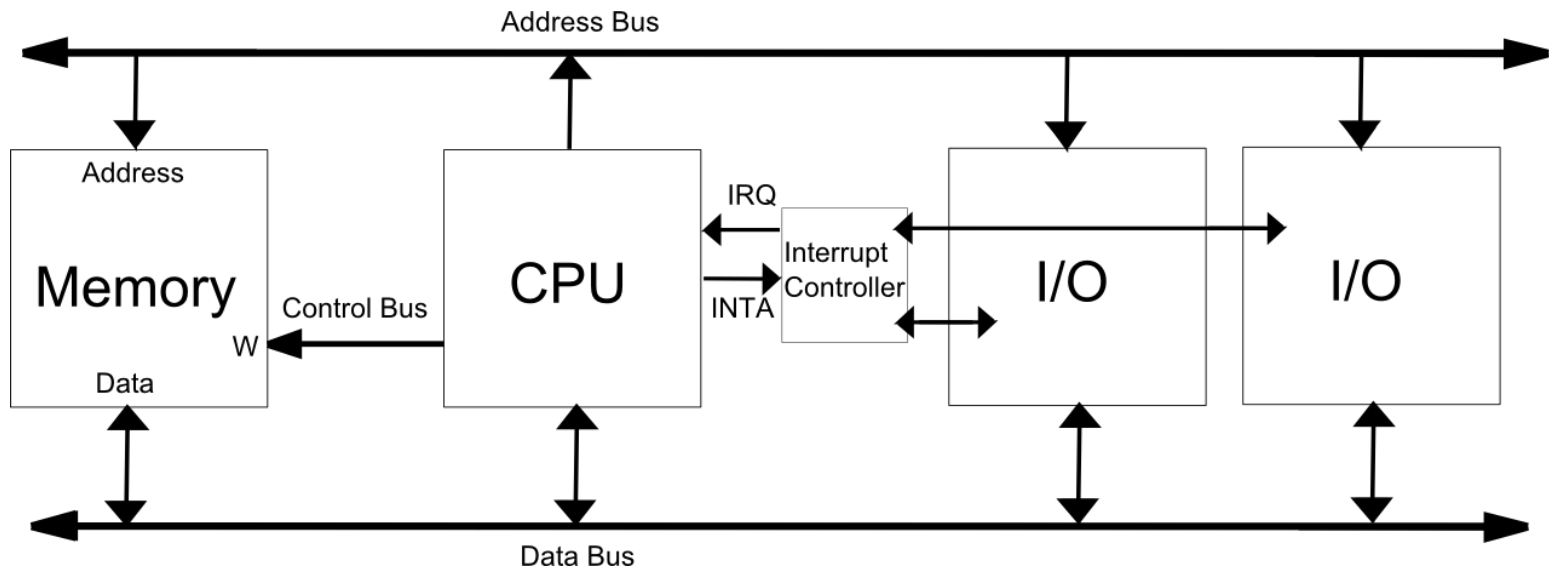 Address Bus
Address
Memory
Control Bus
W
Data
CPU
IRQ
INTA
Interrupt
Controller
I/O
I/O
Data Bus